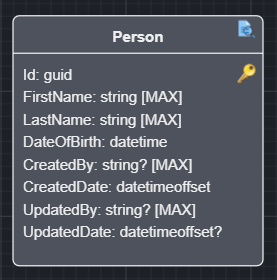 Person
Id: guid
FirstName: string [MAX]
LastName: string [MAX]
DateOfBirth: datetime
CreatedBy: string? [MAX]
CreatedDate: datetimeoffset
UpdatedBy: string? [MAX]
UpdatedDate: datetimeoffset?